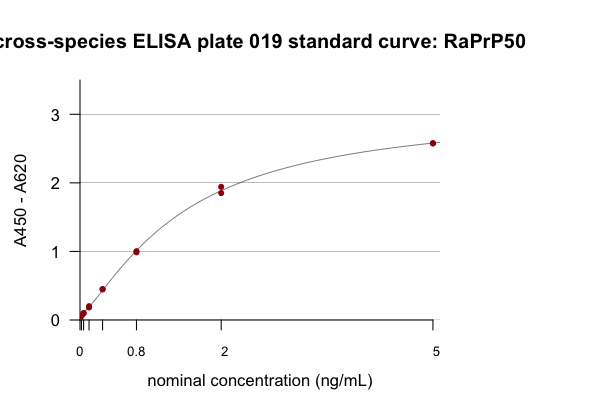 cross-species ELISA plate 019 standard curve: RaPrP50
3
2
1
0
A450 - A620
0 0.8 2 5
nominal concentration (ng/mL)